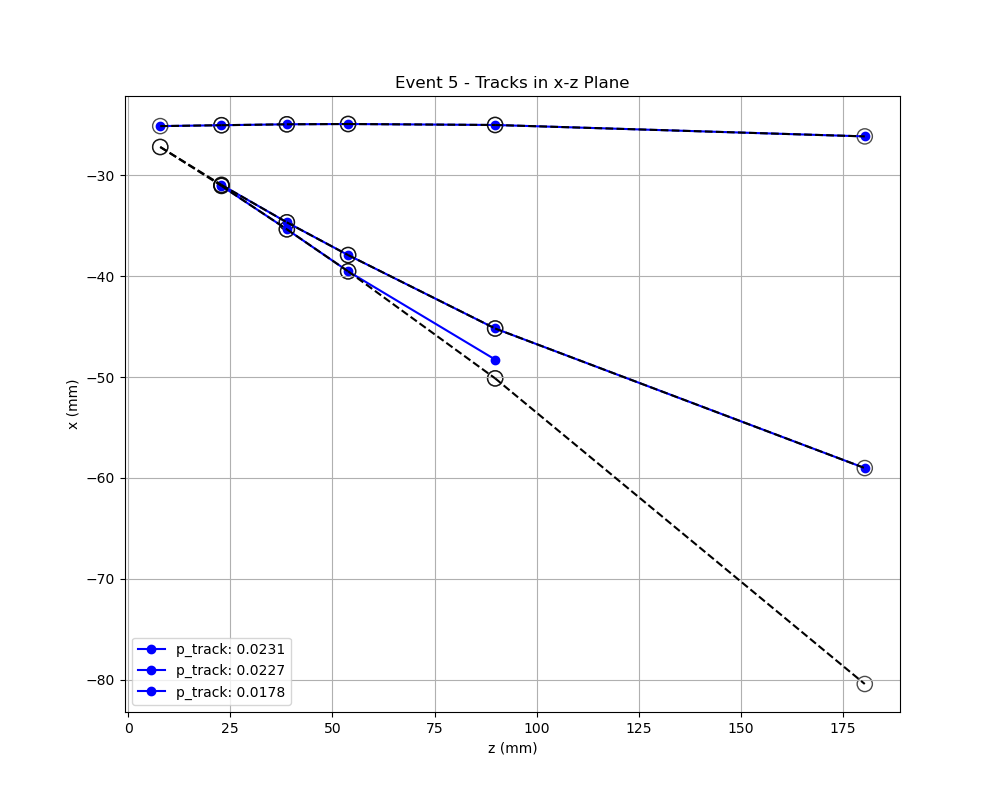 Event 5 - Tracks in x-z Plane
x (mm)
−30
−40
−50
−60
−70
−80
p_track: 0.0231
p_track: 0.0227
p_track: 0.0178
0 25 50 75 100 125 150 175
z (mm)